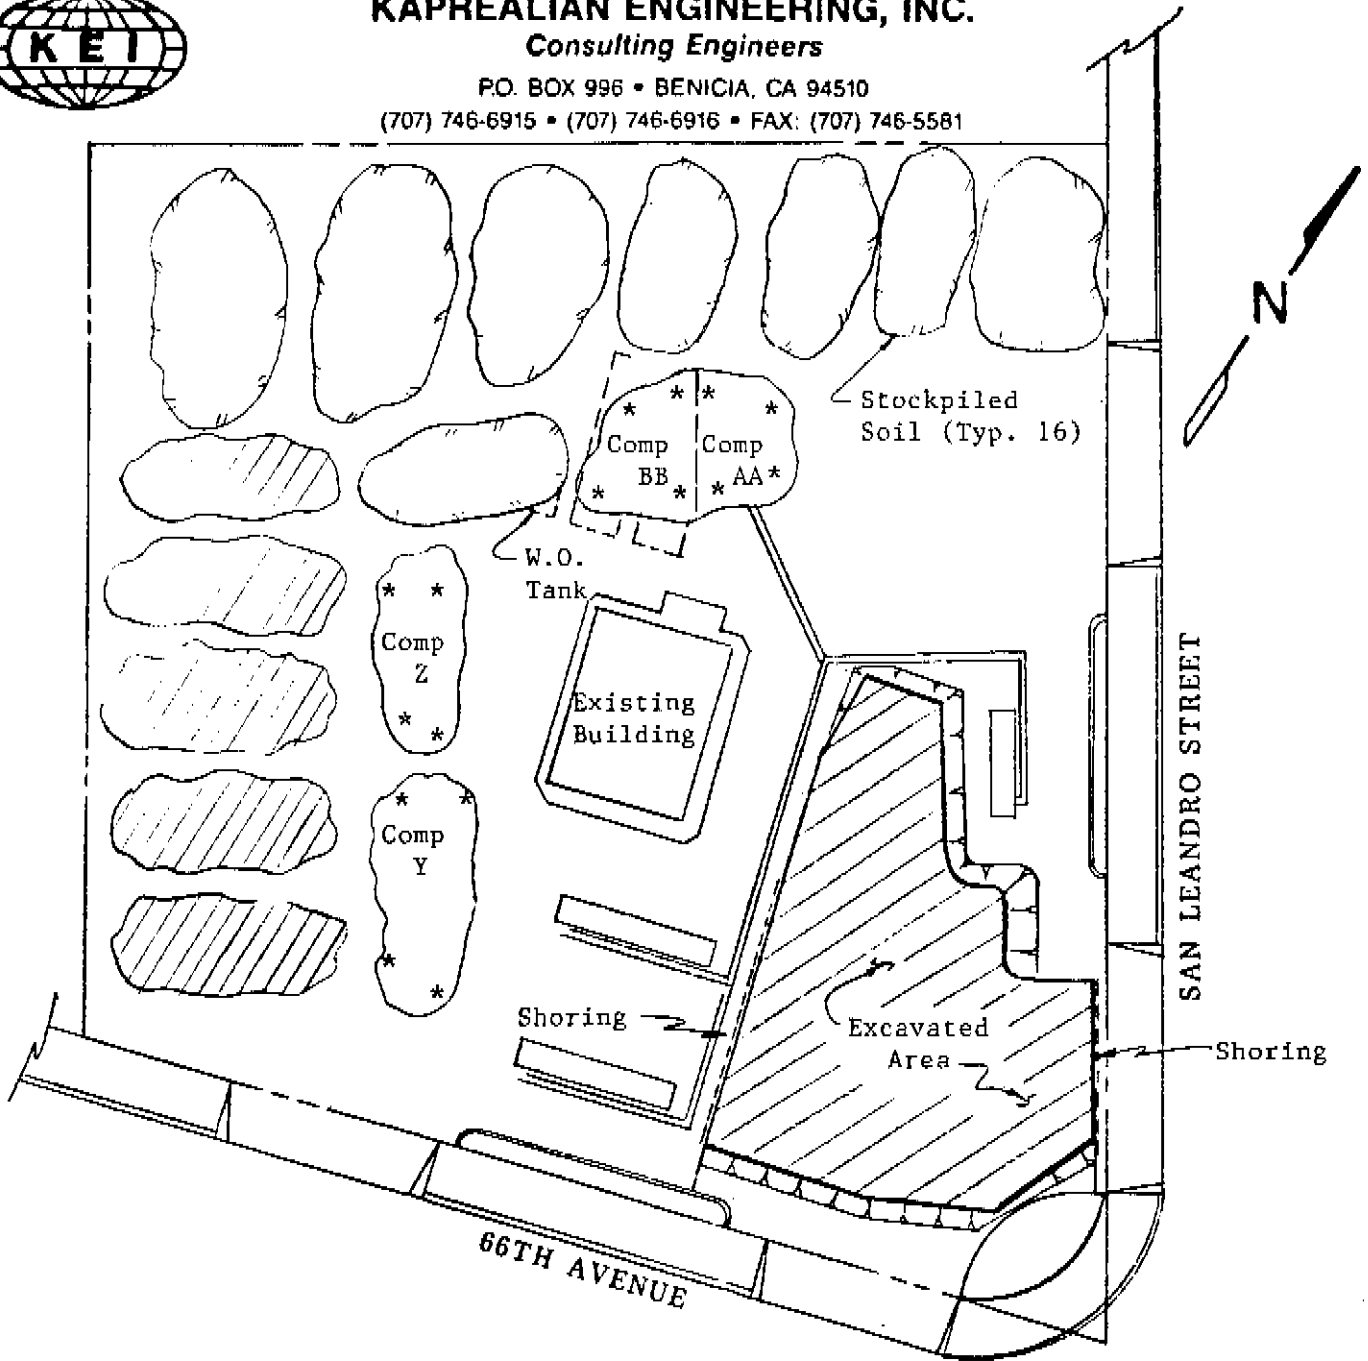 KEI
KAPREALIAN ENGINEERING, INC.
Consulting Engineers
P.O. BOX 996 • BENICIA, CA 94510
(707) 746-6915 • (707) 746-6916 • FAX: (707) 746-5581
N
Stockpiled
Soil (Typ. 16)
Comp
BB
Comp
AA
W.O.
Tank
Comp
Z
Existing
Building
Comp
Y
SAN LEANDRO STREET
Shoring
Excavated
Area
Shoring
66TH AVENUE